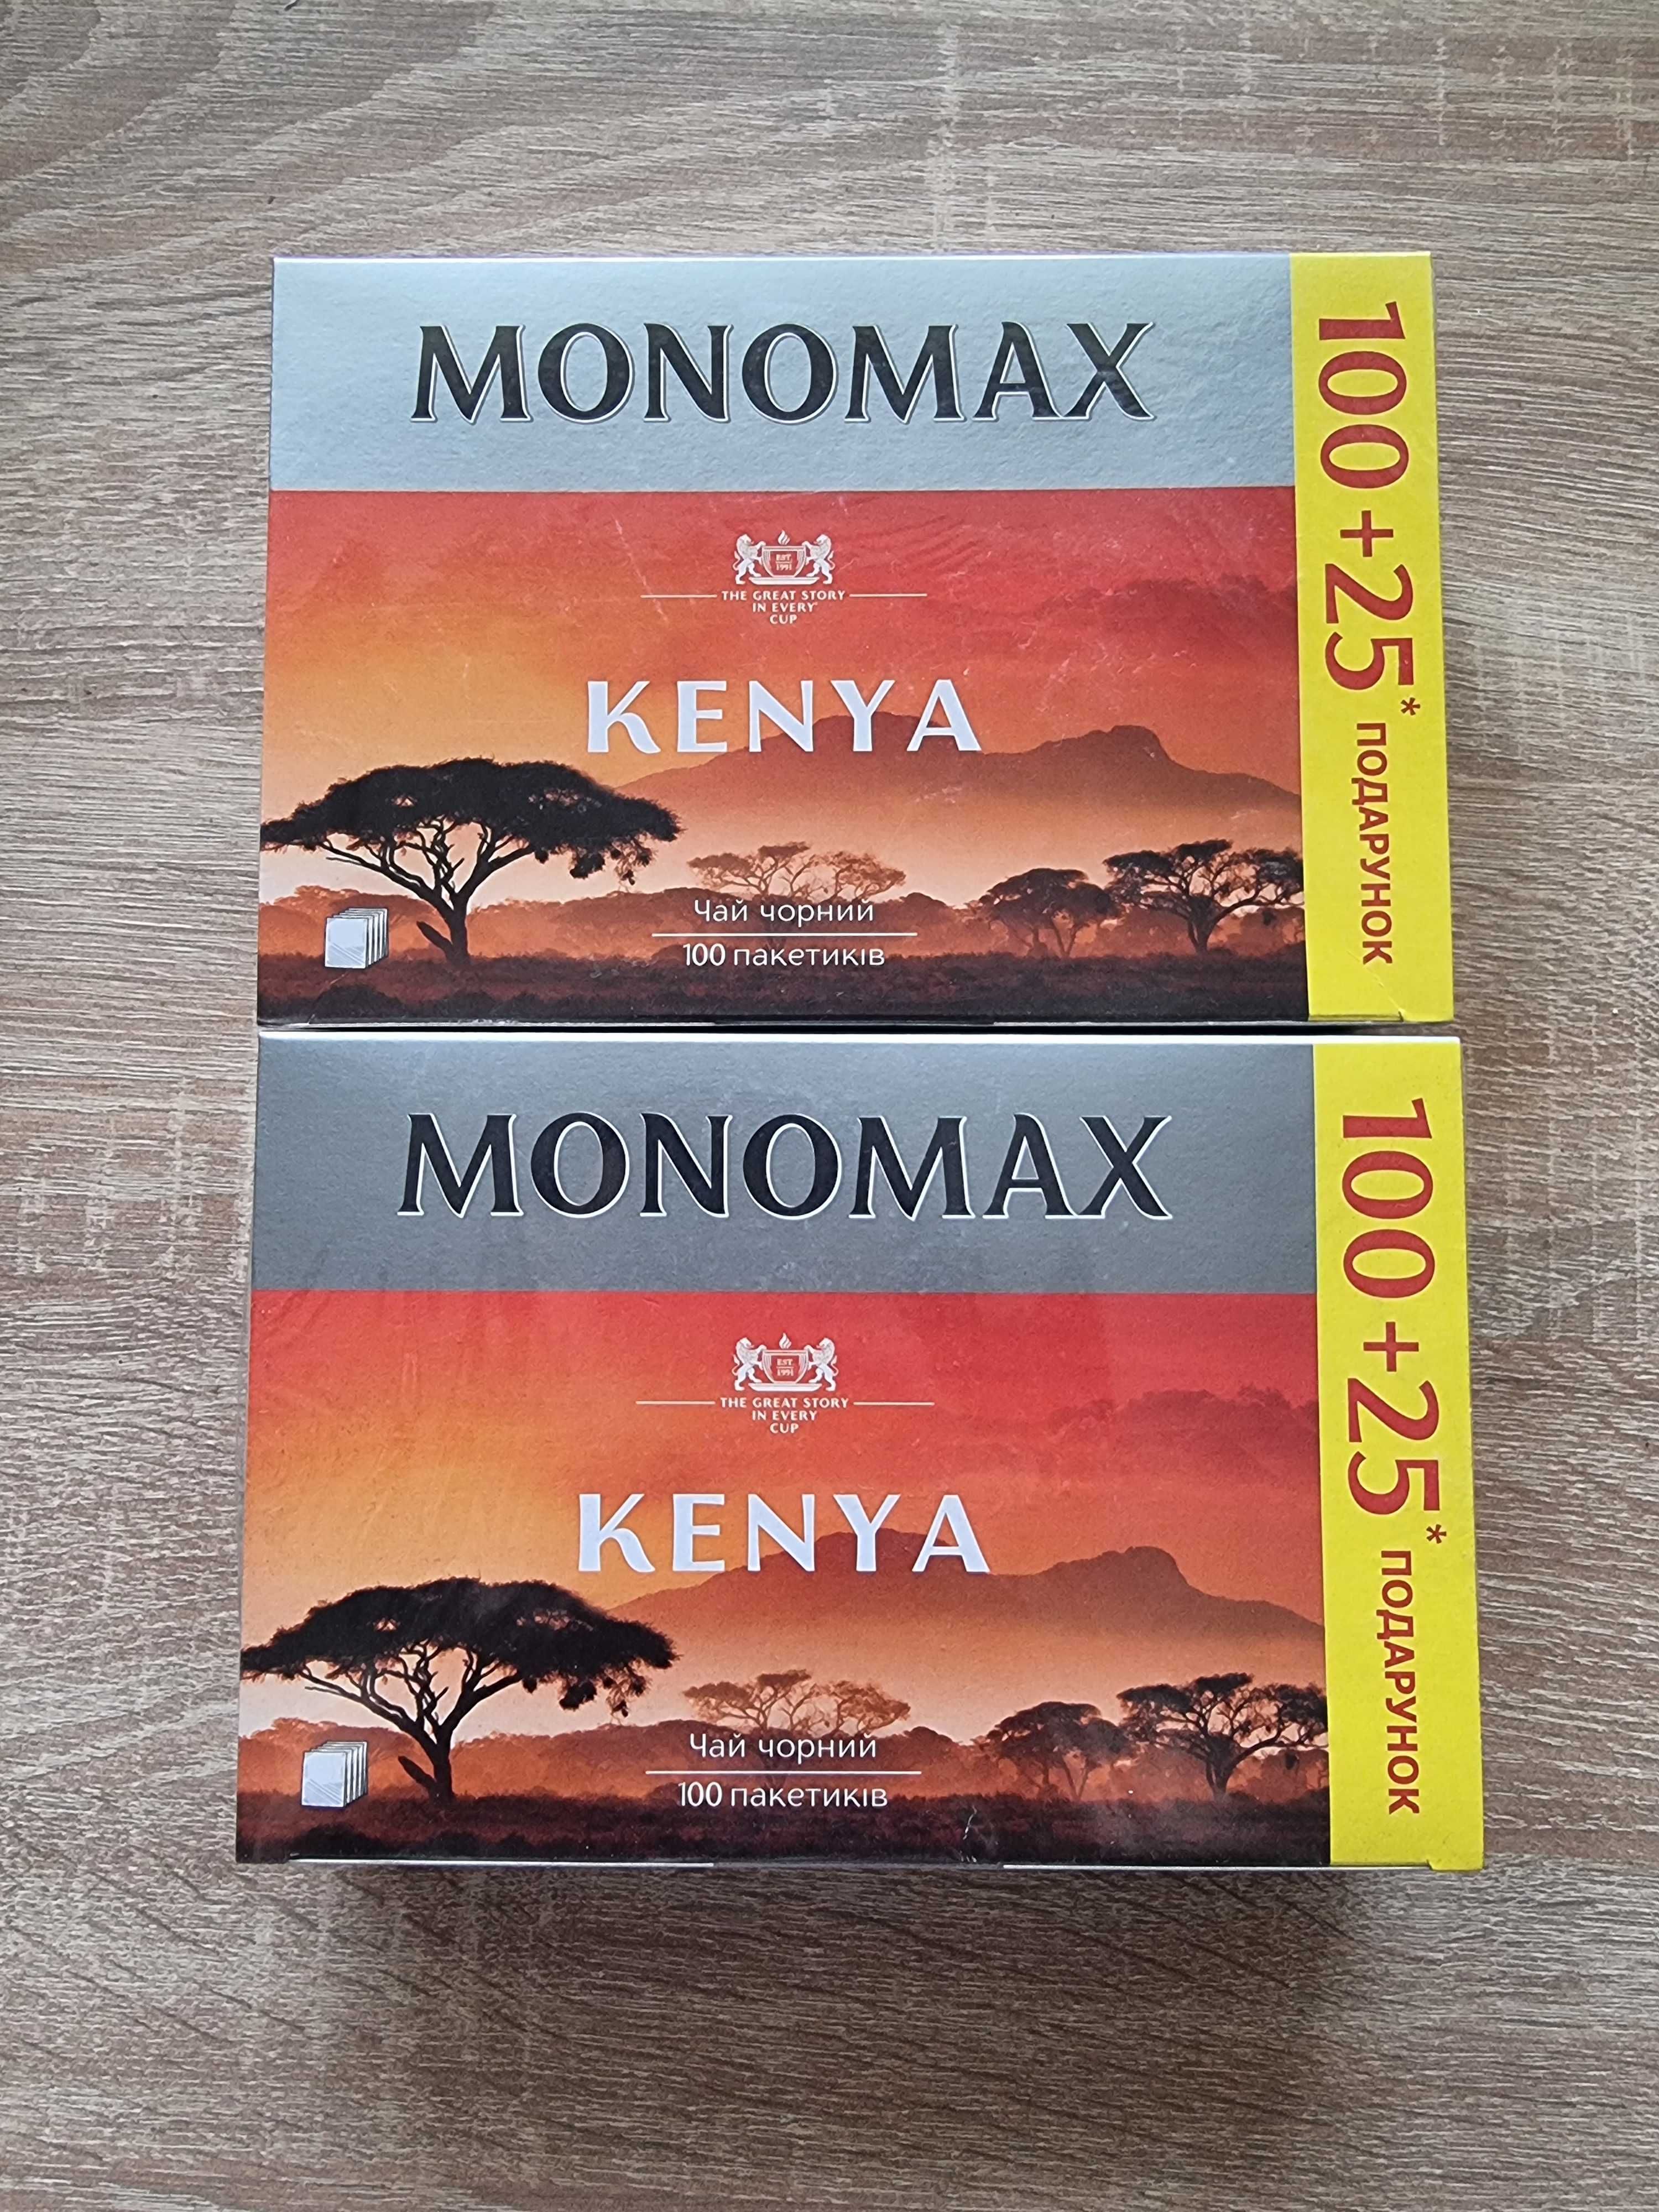 MONOMAX
EST.
1991
THE GREAT STORY
IN EVERY
CUP
KENYA
Чай чорний
100 пакетиків
100+25*
ПОДАРУНОК
MONOMAX
EST.
1991
THE GREAT STORY
IN EVERY
CUP
KENYA
Чай чорний
100 пакетиків
100+25*
ПОДАРУНОК